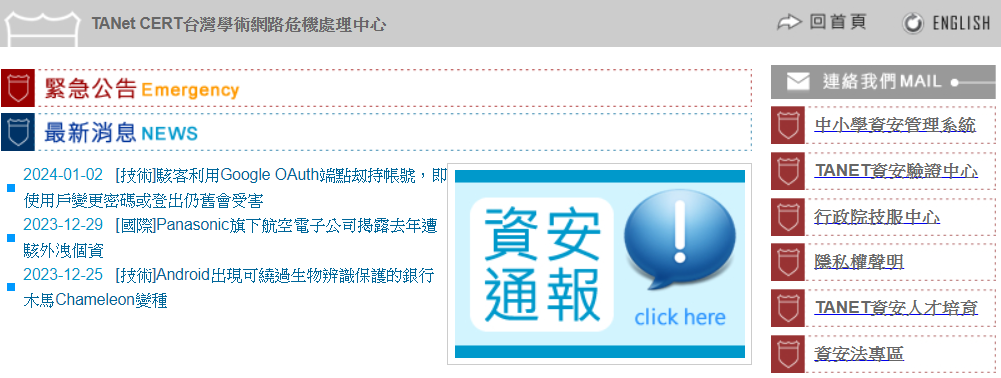 TANet CERT台灣學術網路危機處理中心
回首頁
ENGLISH
緊急公告 Emergency
最新消息 NEWS
2024-01-02 [技術]駭客利用Google OAuth端點劫持帳號，即
使用戶變更密碼或登出仍舊會受害
2023-12-29 [國際]Panasonic旗下航空電子公司揭露去年遭
駭外洩個資
2023-12-25 [技術]Android出現可繞過生物辨識保護的銀行
木馬Chameleon變種
資安
通報
click here
連絡我們MAIL
中小學資安管理系統
TANET資安驗證中心
行政院技服中心
隱私權聲明
TANET資安人才培育
資安法專區